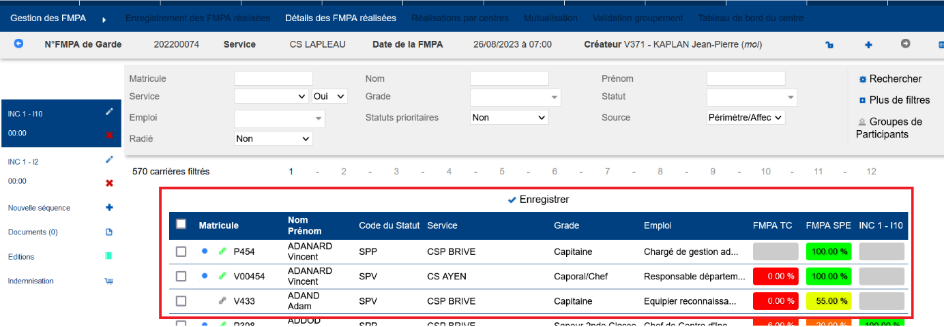 Gestion des FMPA Enregistrement des FMPA réalisées Détails des FMPA réalisées Réalisations par centres Mutualisation Validation groupement Tableau de bord du centre
N°FMPA de Garde 202200074 Service CS LAPLEAU Date de la FMPA 26/08/2023 à 07:00 Créateur V371 - KAPLAN Jean-Pierre (moi)
INC 1 - I10
00:00
INC 1 - I2
00:00
Nouvelle séquence
Documents (0)
Editions
Indemnisation
Matricule Nom Prénom
Service Oui Grade Statut
Emploi Statuts prioritaires Non Source Périmètre/Affec
Radié Non
Rechercher
Plus de filtres
Groupes de
Participants
570 carrières filtrés 1 - 2 - 3 - 4 - 5 - 6 - 7 - 8 - 9 - 10 - 11 - 12
Enregistrer
Matricule Nom Prénom Code du Statut Service Grade Emploi FMPA TC FMPA SPE INC 1 - I10
P454 ADANARD Vincent SPP CSP BRIVE Capitaine Chargé de gestion ad... 100.00 %
V00454 ADANARD Vincent SPV CS AYEN Caporal/Chef Responsable départem... 0.00 % 100.00 %
V433 ADAND Adam SPV CSP BRIVE Capitaine Equipier reconnaissa... 0.00 % 55.00 %
P308 ADDOD SPP CSP BRIVE Sapeur 2nde Classe Chef de Centre d'Inc... 6.00 % 20.00 % 100.00 %